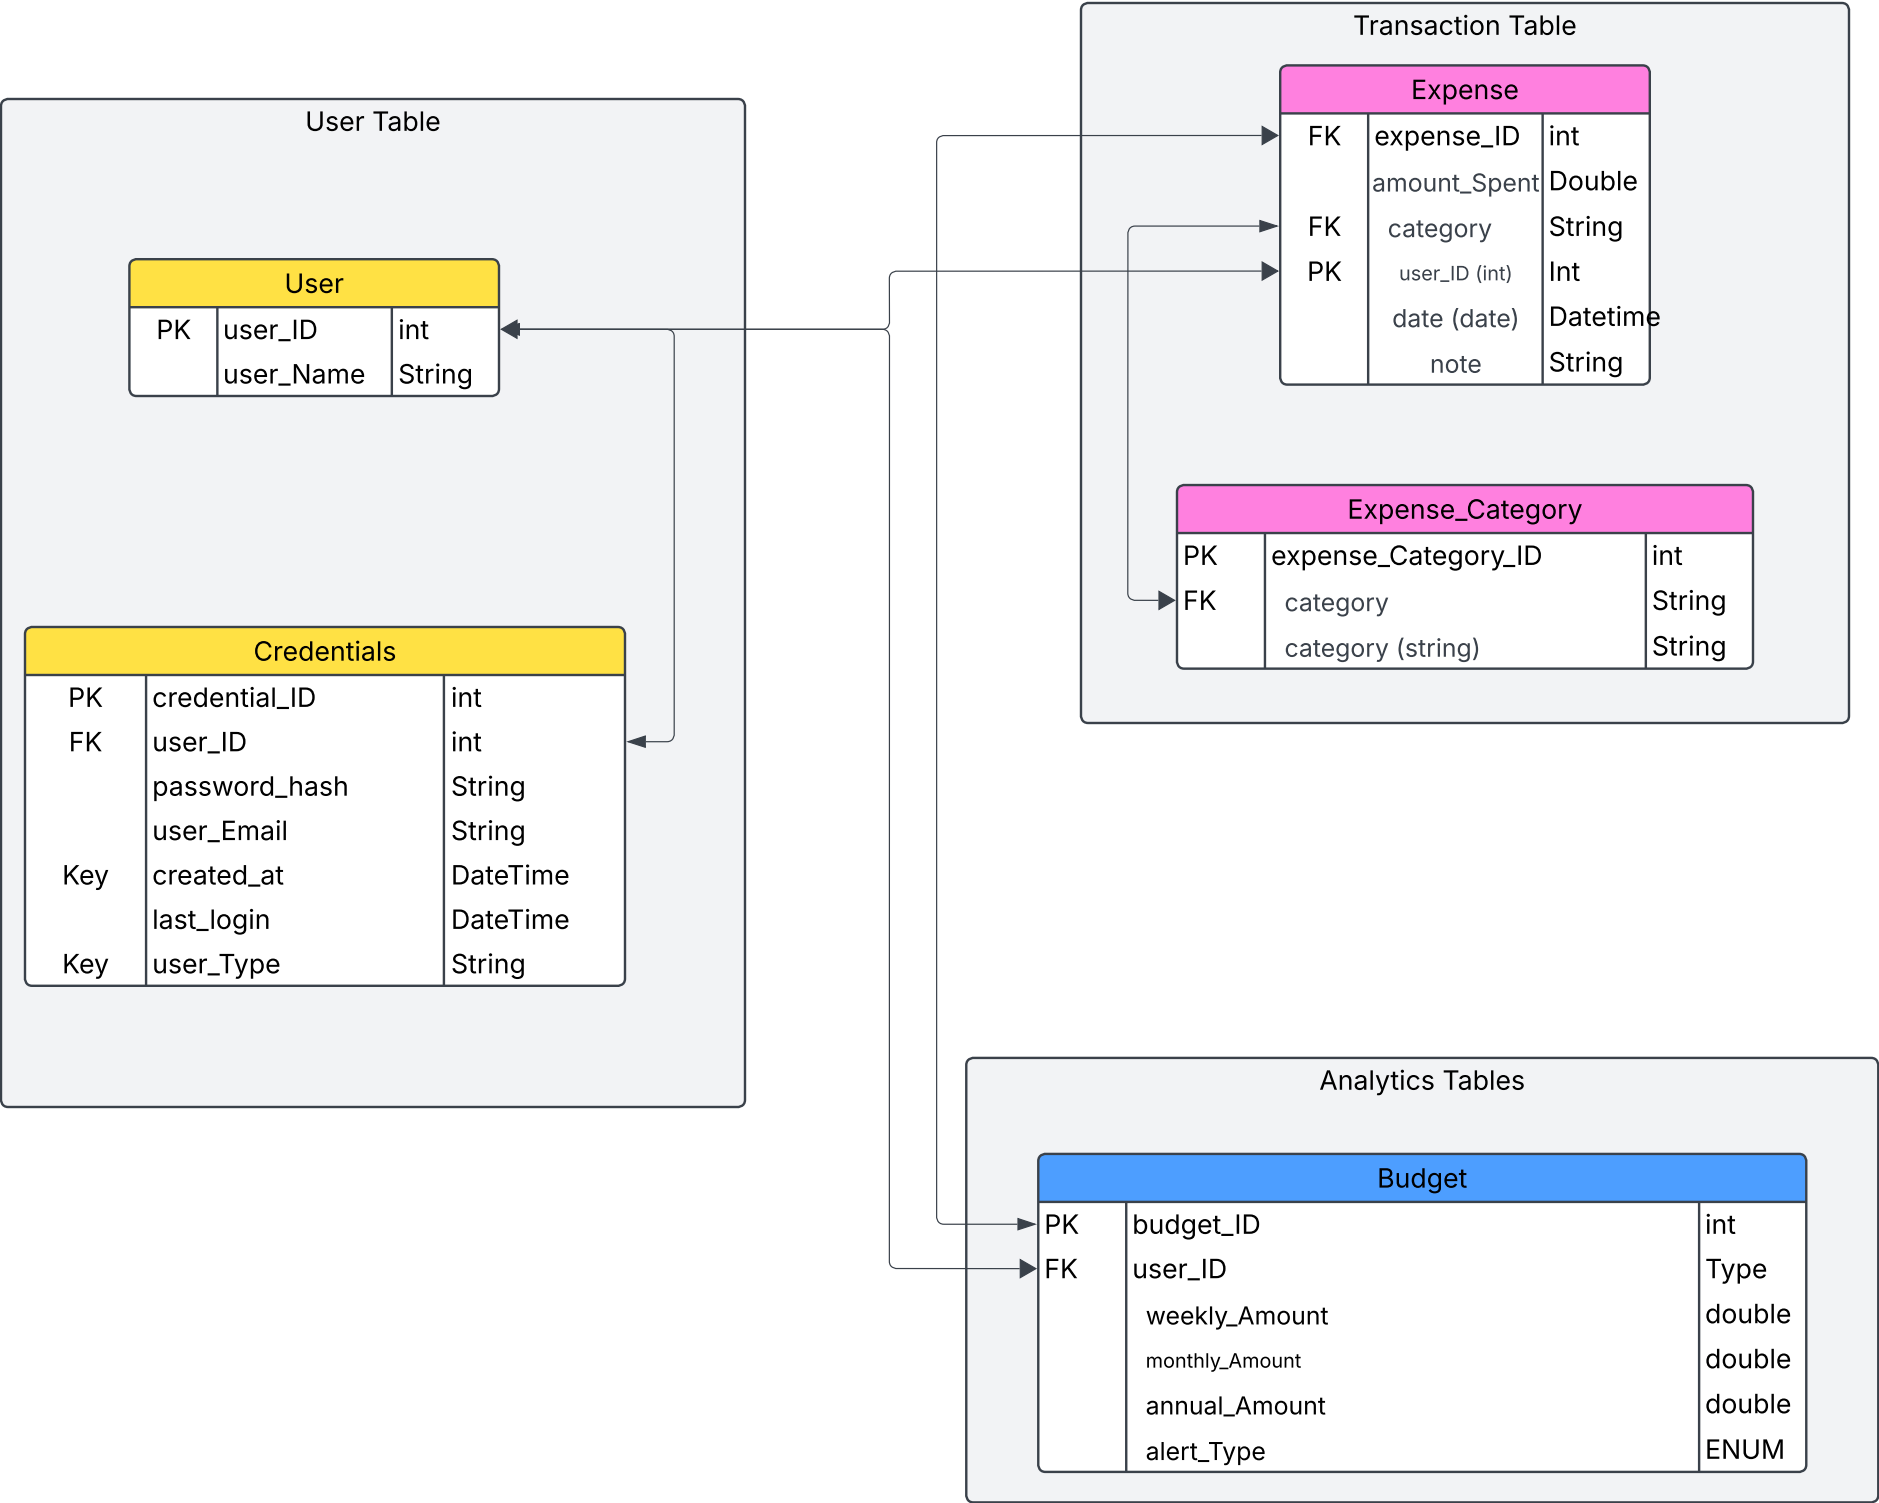 User Table
User
PK user_ID int
user_Name String
Credentials
PK credential_ID int
FK user_ID int
password_hash String
user_Email String
Key created_at DateTime
last_login DateTime
Key user_Type String
Transaction Table
Expense
FK expense_ID int
amount_Spent Double
FK category String
PK user_ID (int) Int
date (date) Datetime
note String
Expense_Category
PK expense_Category_ID int
FK category String
category (string) String
Analytics Tables
Budget
PK budget_ID int
FK user_ID Type
weekly_Amount double
monthly_Amount double
annual_Amount double
alert_Type ENUM